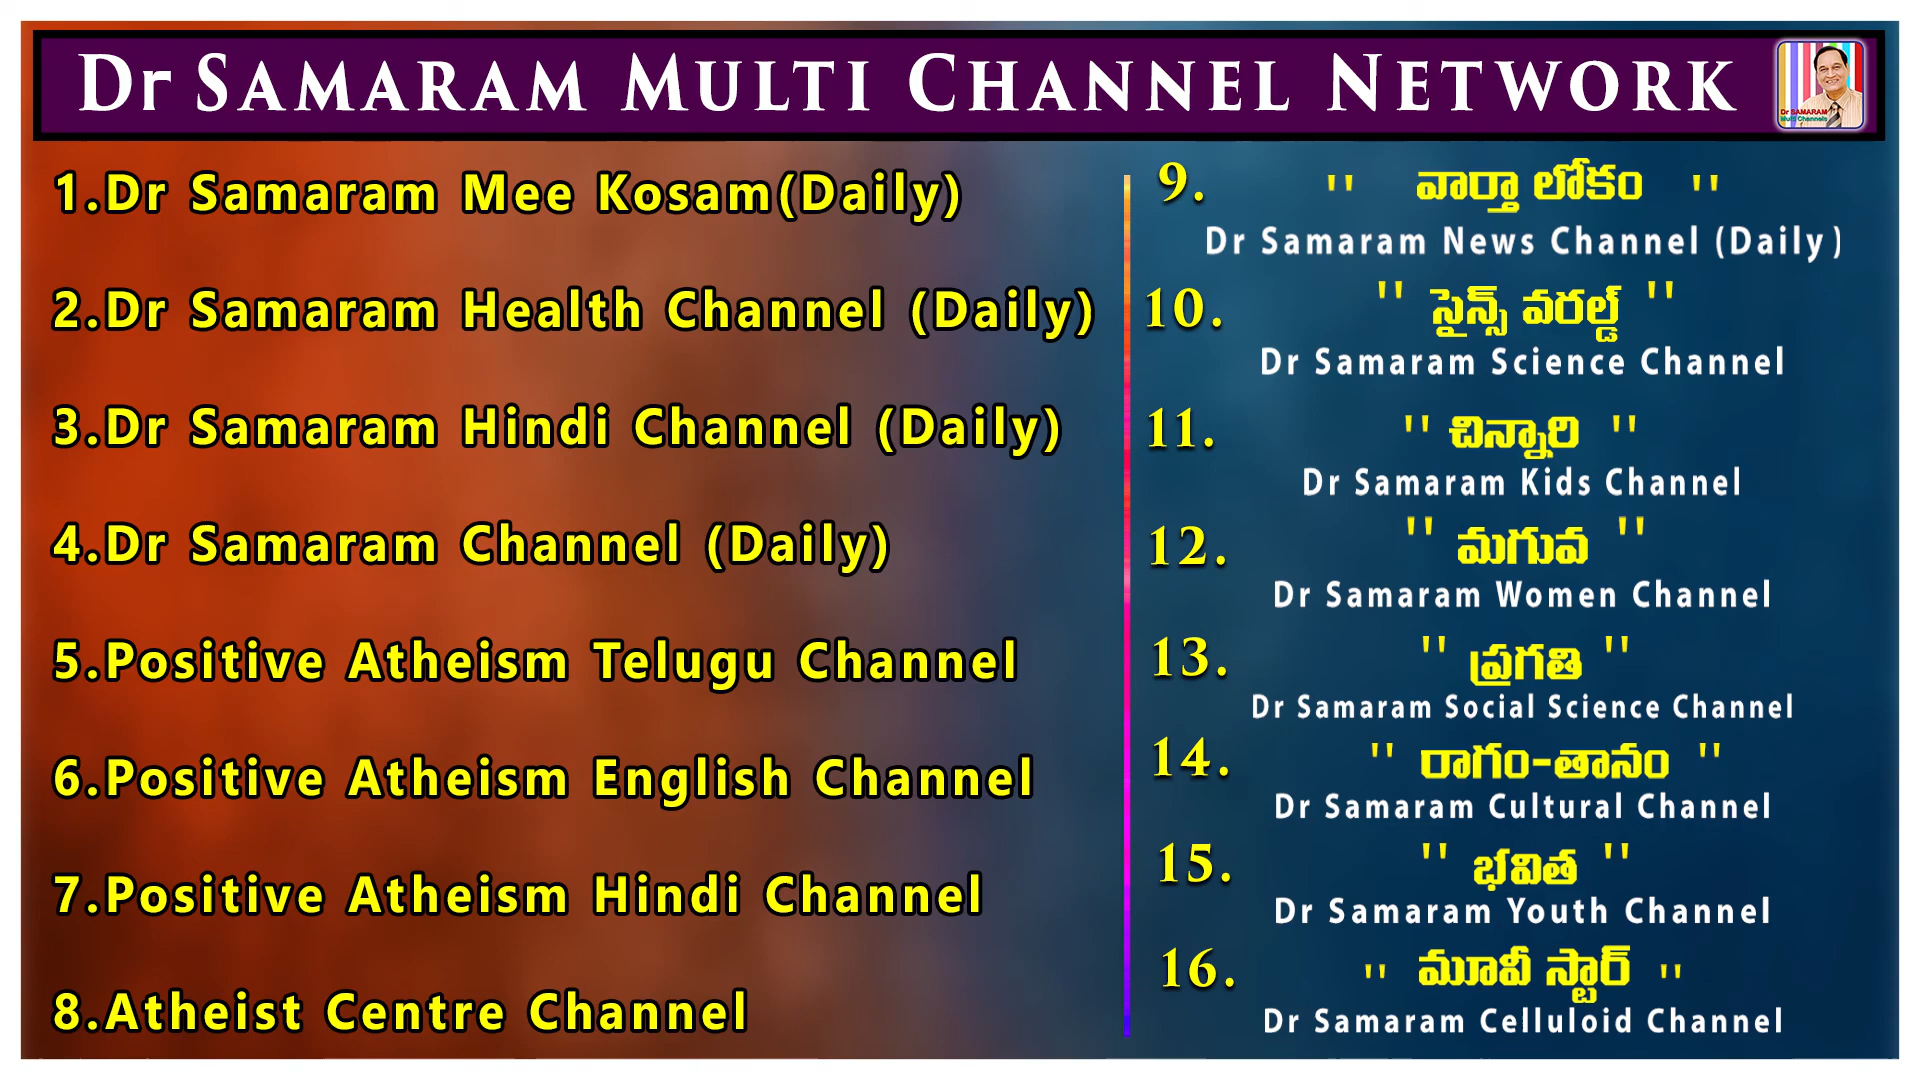 Dr SAMARAM MULTI CHANNEL NETWORK
Dr SAMARAM
Multi Channels
1.Dr Samaram Mee Kosam(Daily)
2.Dr Samaram Health Channel (Daily)
3.Dr Samaram Hindi Channel (Daily)
4.Dr Samaram Channel (Daily)
5.Positive Atheism Telugu Channel
6.Positive Atheism English Channel
7.Positive Atheism Hindi Channel
8.Atheist Centre Channel
9. '' వార్తా లోకం ''
Dr Samaram News Channel (Daily)
10. '' సైన్స్ వరల్డ్ ''
Dr Samaram Science Channel
11. '' చిన్నారి ''
Dr Samaram Kids Channel
12. '' మగువ ''
Dr Samaram Women Channel
13. '' ప్రగతి ''
Dr Samaram Social Science Channel
14. '' రాగం-తానం ''
Dr Samaram Cultural Channel
15. '' భవిత ''
Dr Samaram Youth Channel
16. '' మూవీ స్టార్ ''
Dr Samaram Celluloid Channel